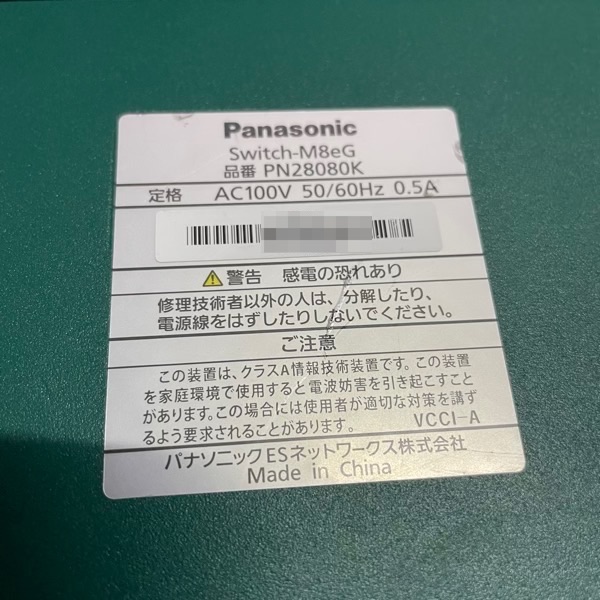 Panasonic
Switch-M8eG
品番 PN28080K
定格 AC100V 50/60Hz 0.5A
警告 感電の恐れあり
修理技術者以外の人は、分解したり、
電源線をはずしたりしないでください。
ご注意
この装置は、クラスA情報技術装置です。この装置
を家庭環境で使用すると電波妨害を引き起こすこと
があります。この場合には使用者が適切な対策を講ず
るよう要求されることがあります。 VCCI-A
パナソニックESネットワークス株式会社
Made in China